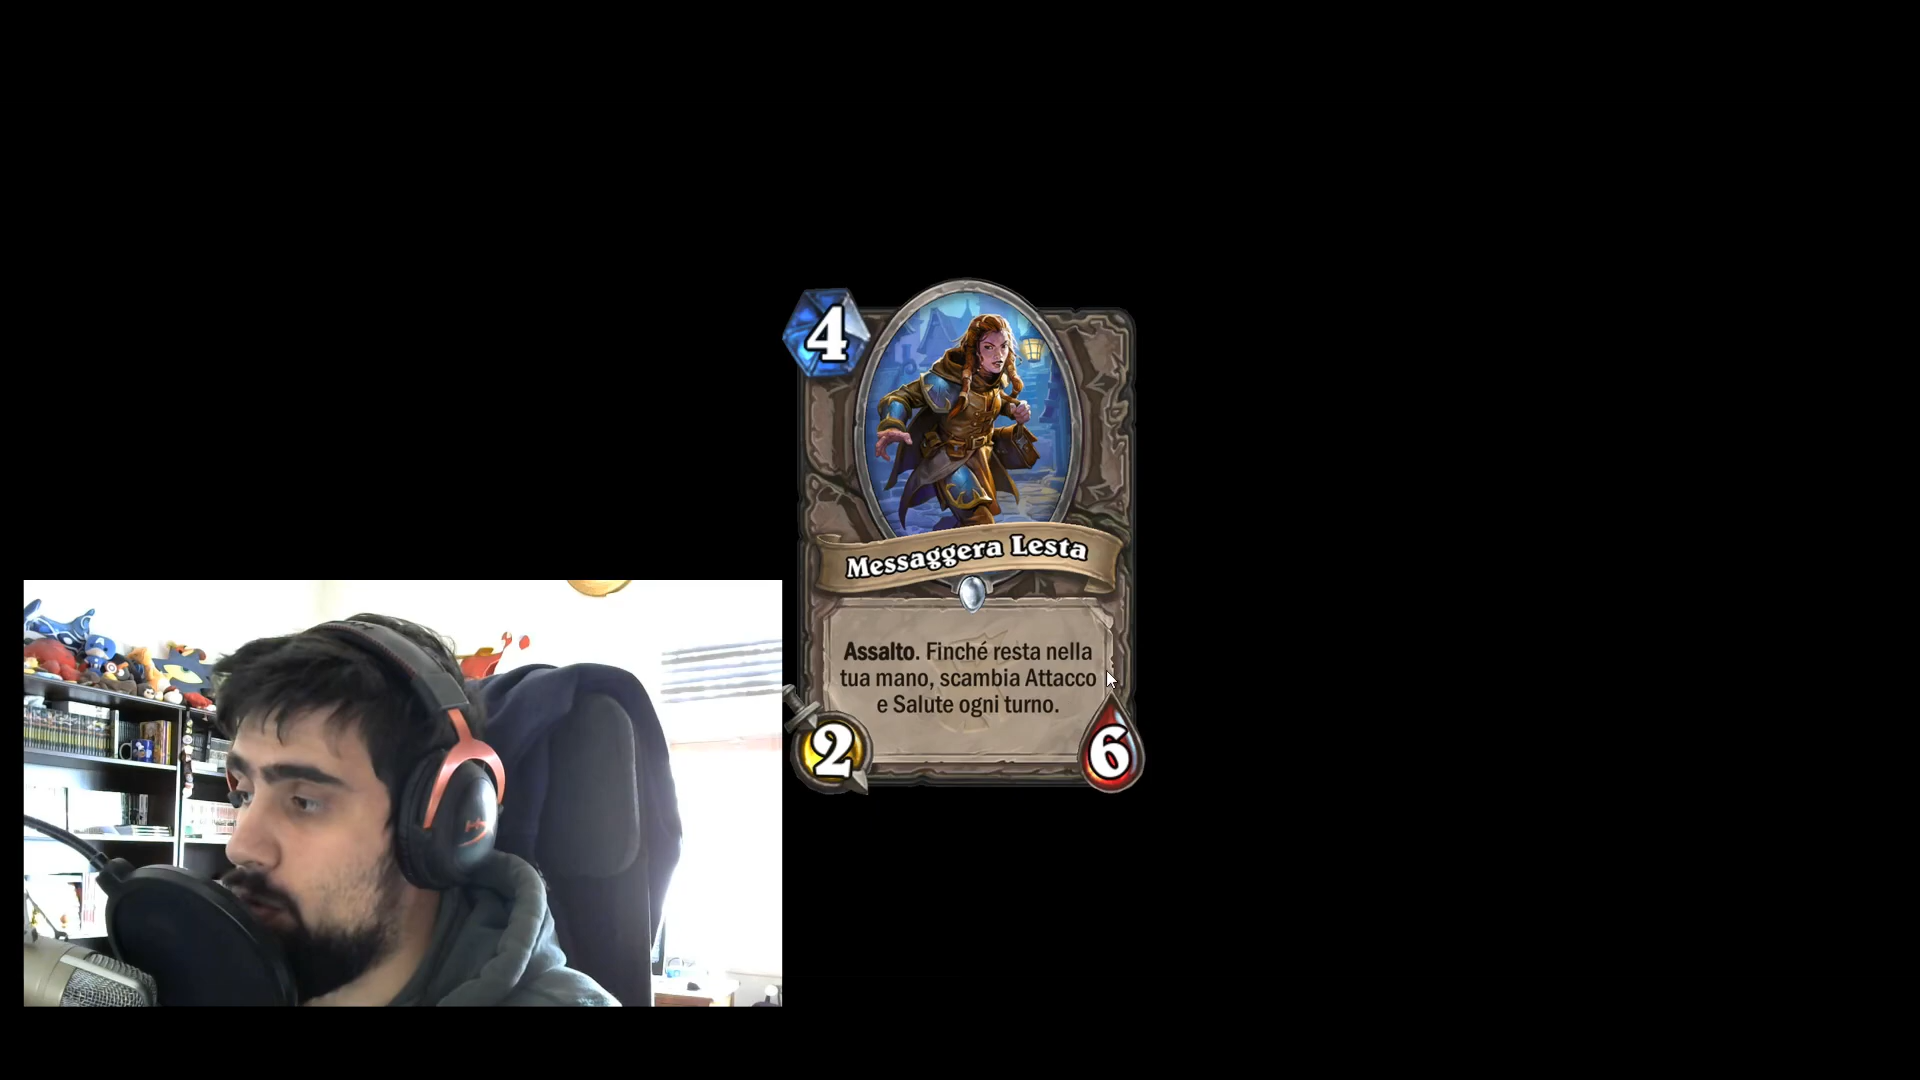 4
Messaggera Lesta
Assalto. Finché resta nella
tua mano, scambia Attacco
e Salute ogni turno.
2
6